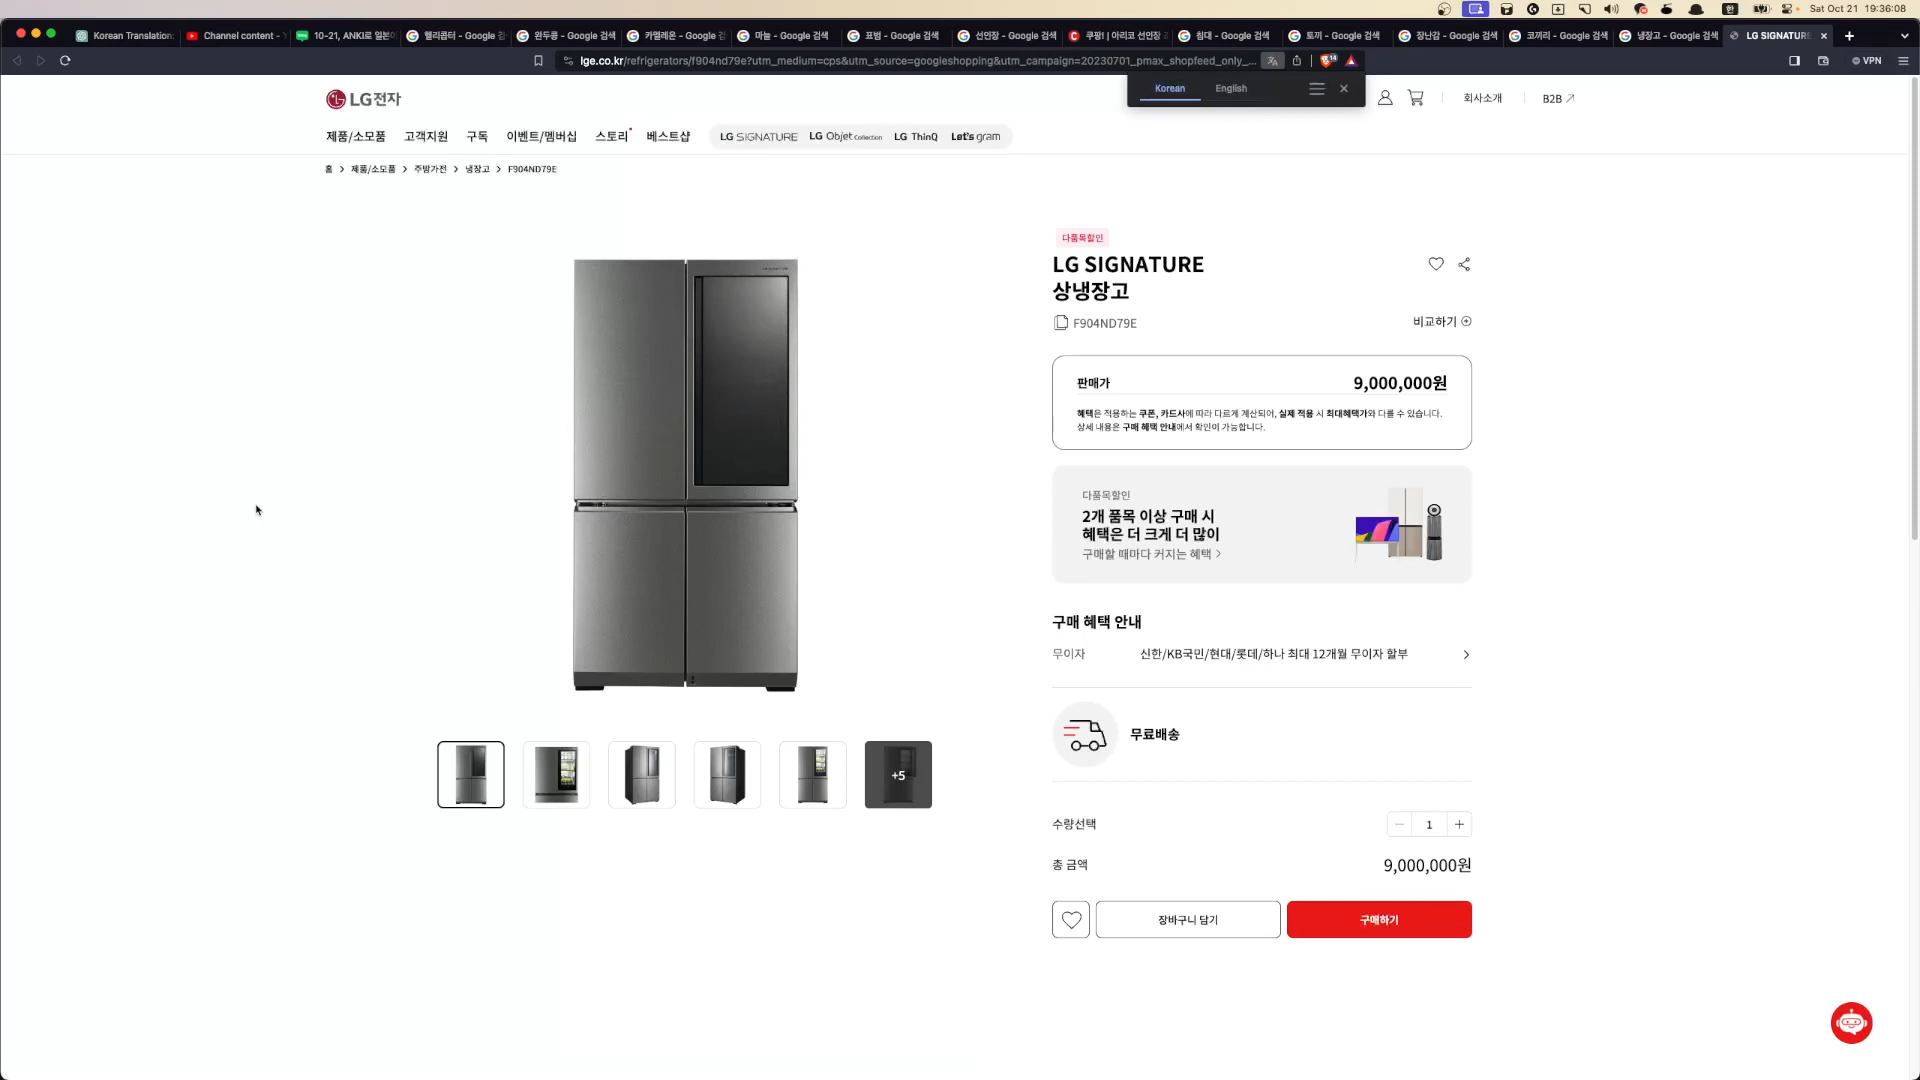 Sat Oct 21 19:36:08
Korean Translation:
Channel content -
10-21, ANKI로 일본어
헬리콥터 - Google 검
완두콩 - Google 검색
카멜레온 - Google 검
마늘 - Google 검색
표범 - Google 검색
선인장 - Google 검색
쿠팡! | 아리코 선인장
침대 - Google 검색
토끼 - Google 검색
장난감 - Google 검색
코끼리 - Google 검색
냉장고 - Google 검색
LG SIGNATURE
lge.co.kr/refrigerators/f904nd79e?utm_medium=cps&utm_source=googleshopping&utm_campaign=20230701_pmax_shopfeed_only_...
14
VPN
Korean English
LG전자
회사소개
B2B
제품/소모품 고객지원 구독 이벤트/멤버십 스토리 베스트샵 LG SIGNATURE LG Objet Collection LG ThinQ Let's gram
홈 > 제품/소모품 > 주방가전 > 냉장고 > F904ND79E
다품목할인
LG SIGNATURE
상냉장고
F904ND79E
비교하기
판매가 9,000,000원
혜택은 적용하는 쿠폰, 카드사에 따라 다르게 계산되어, 실제 적용 시 최대혜택가와 다를 수 있습니다.
상세 내용은 구매 혜택 안내에서 확인이 가능합니다.
다품목할인
2개 품목 이상 구매 시
혜택은 더 크게 더 많이
구매할 때마다 커지는 혜택 >
구매 혜택 안내
무이자 신한/KB국민/현대/롯데/하나 최대 12개월 무이자 할부
무료배송
+5
수량선택 − 1 +
총 금액 9,000,000원
장바구니 담기
구매하기